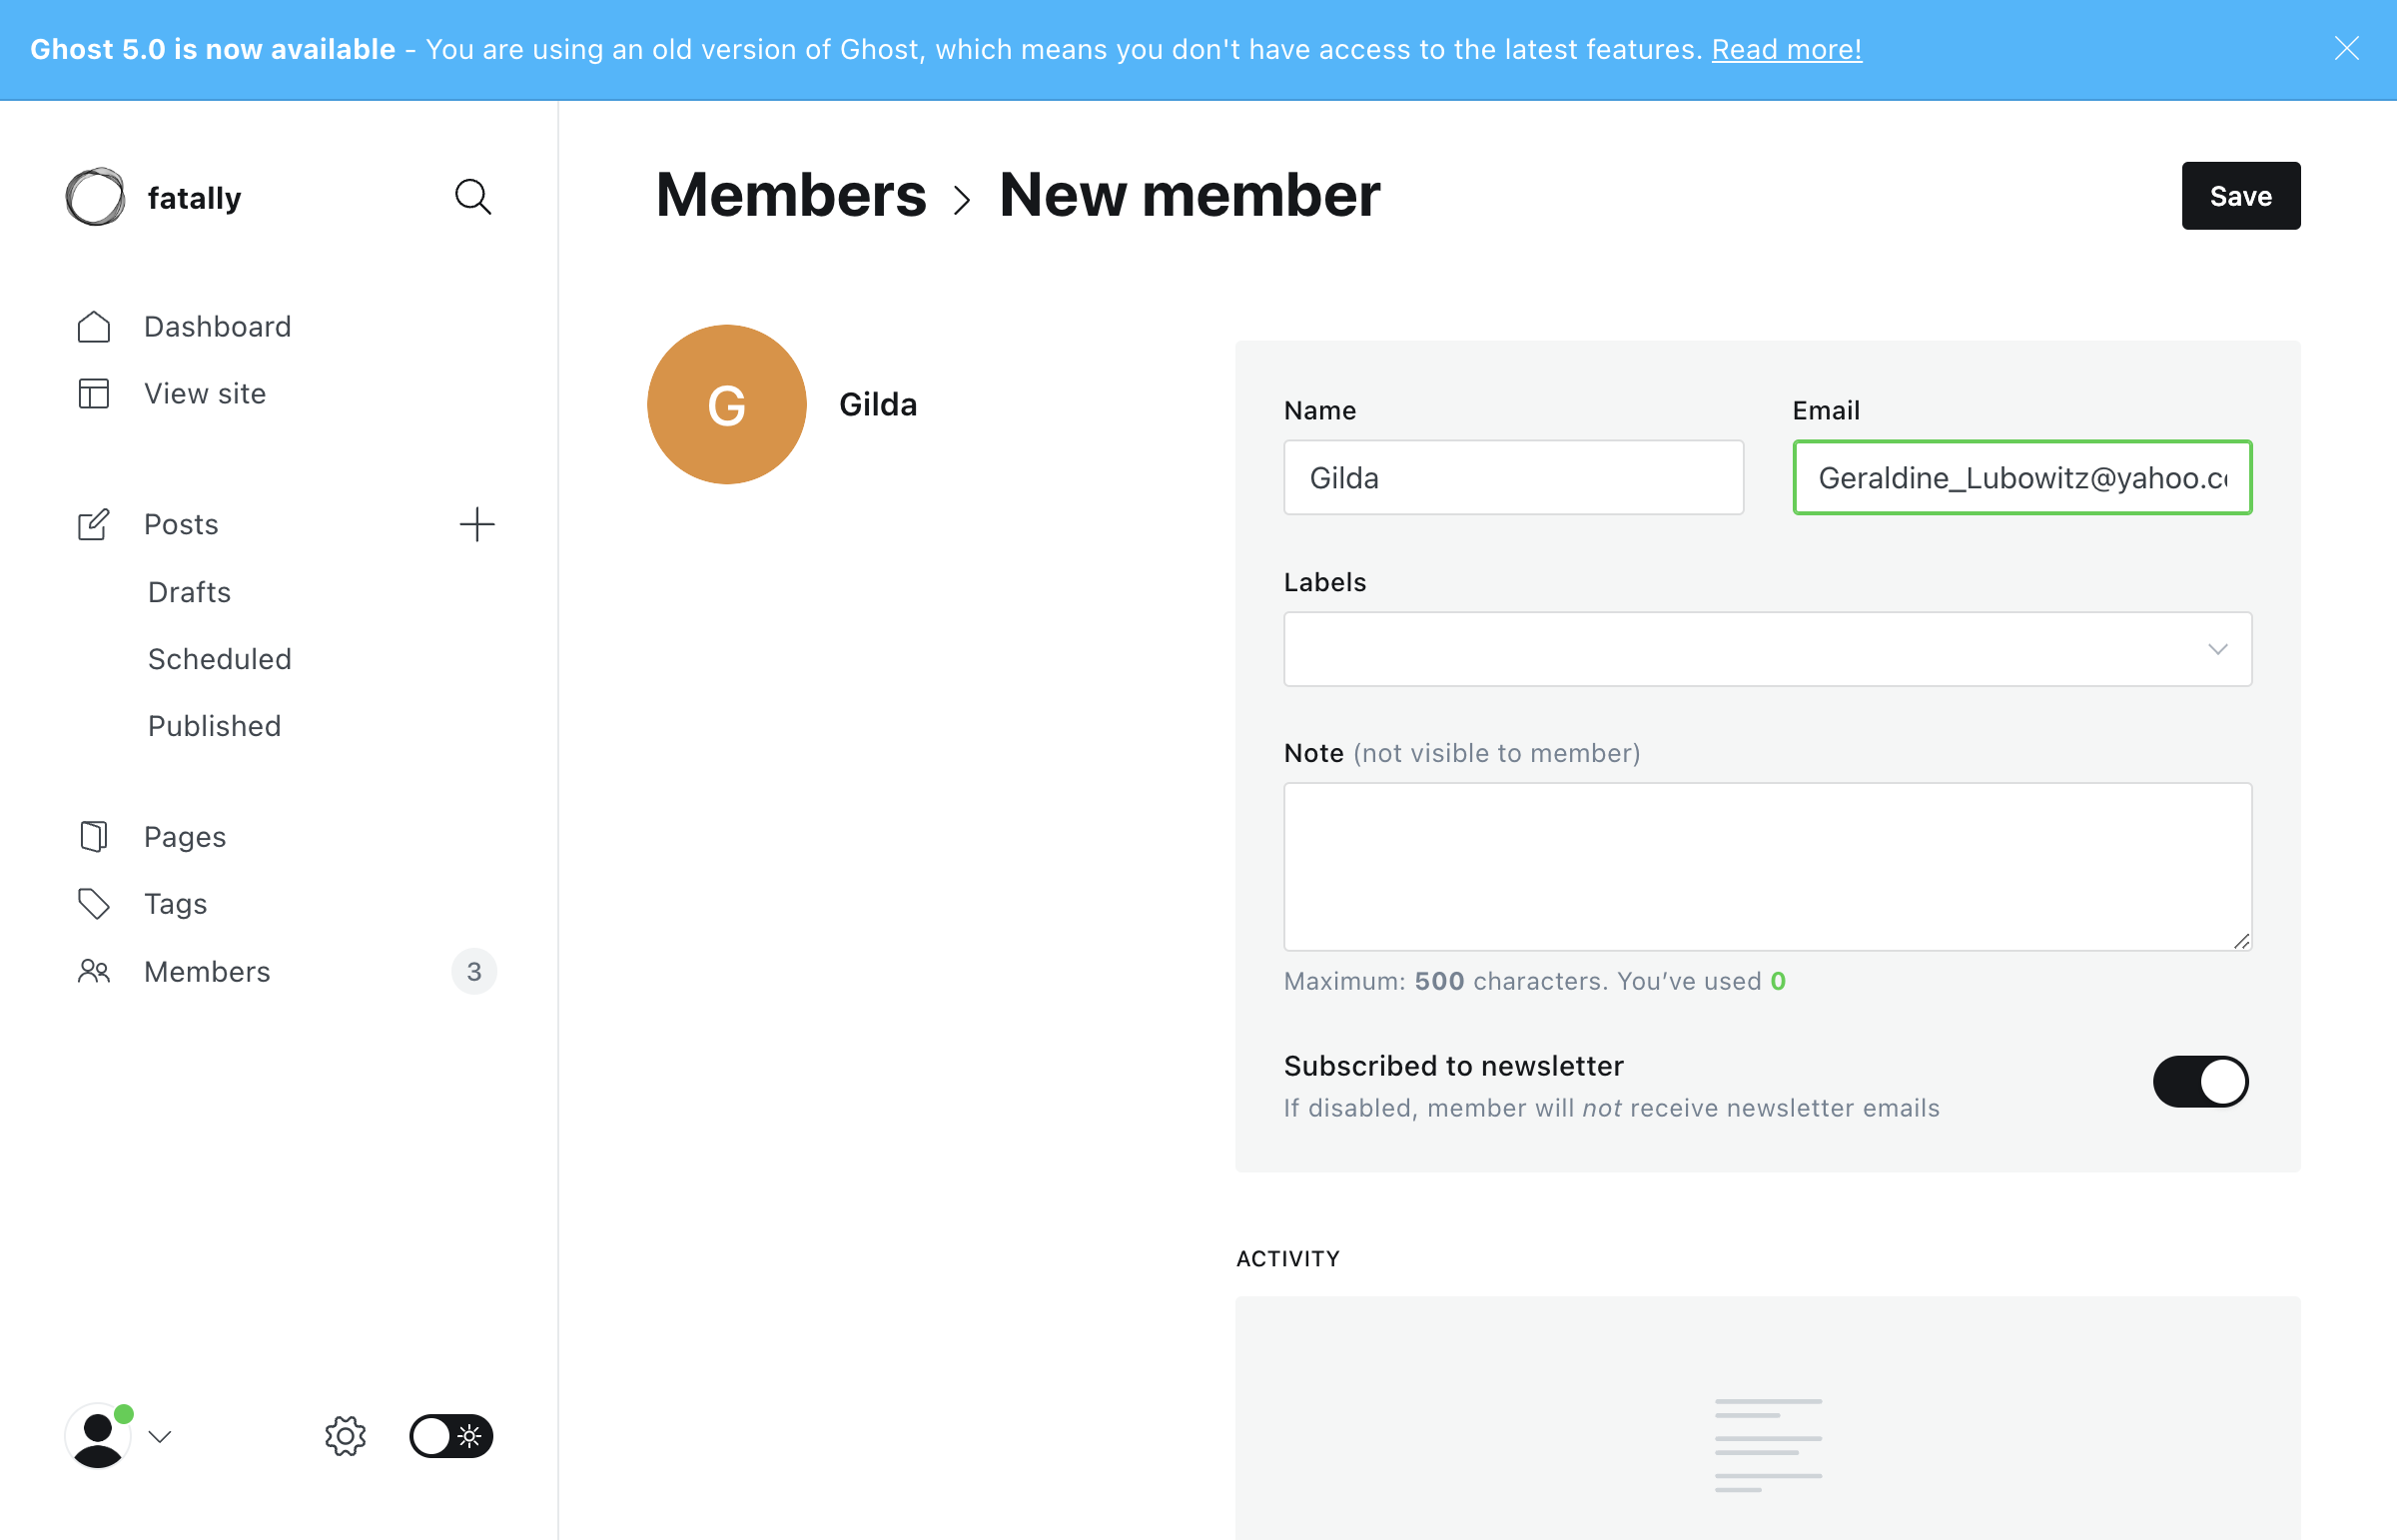 Ghost 5.0 is now available - You are using an old version of Ghost, which means you don't have access to the latest features. Read more!
fatally
Dashboard
View site
Posts
Drafts
Scheduled
Published
Pages
Tags
Members 3
Members > New member
Save
G
Gilda
Name
Gilda
Email
Geraldine_Lubowitz@yahoo.c
Labels
Note (not visible to member)
Maximum: 500 characters. You’ve used 0
Subscribed to newsletter
If disabled, member will not receive newsletter emails
ACTIVITY